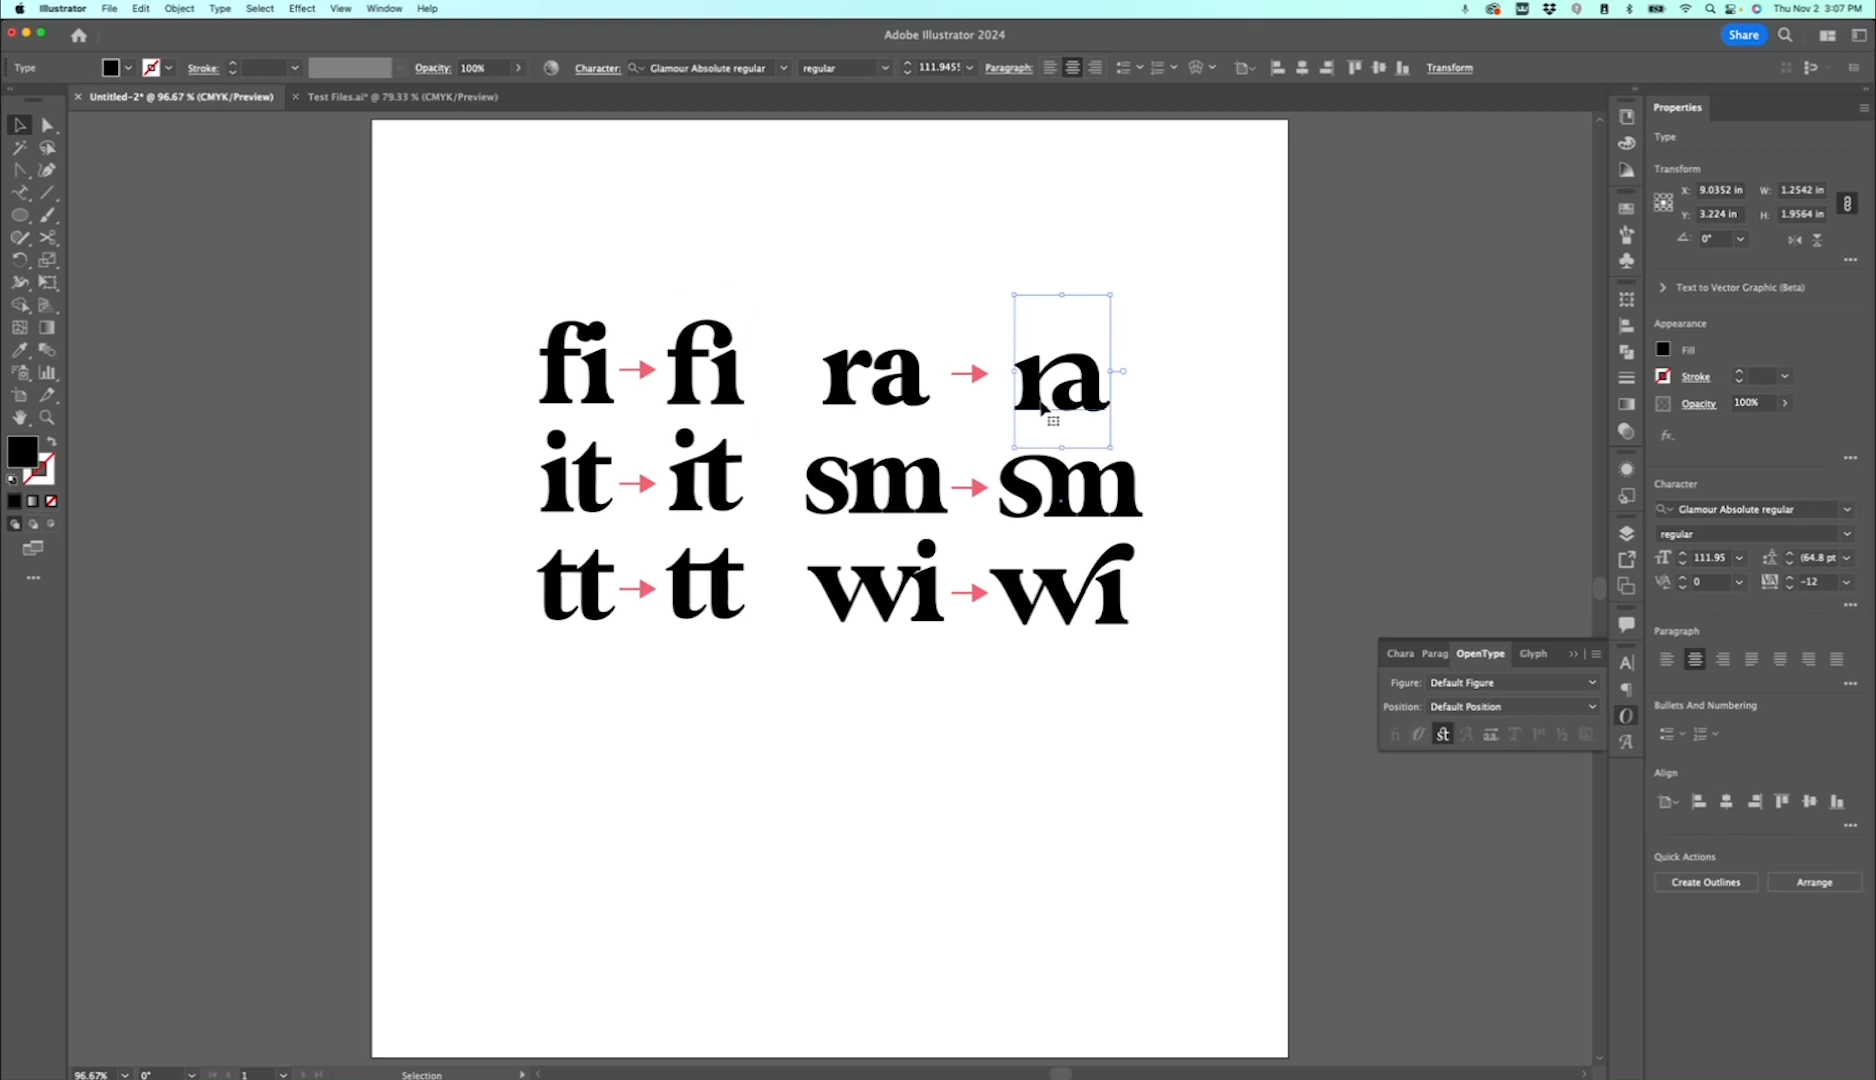 Illustrator File Edit Object Type Select Effect View Window Help Thu Nov 2 3:07 PM
Adobe Illustrator 2024 Share
Type Stroke: Opacity: 100% Character: Glamour Absolute regular regular 111.9455 Paragraph: Transform
Untitled-2* @ 96.67 % (CMYK/Preview) Test Files.ai* @ 79.33 % (CMYK/Preview)
Properties
Type
Transform
X: 9.0352 in W: 1.2542 in
Y: 3.224 in H: 1.9564 in
0°
Text to Vector Graphic (Beta)
Appearance
Fill
Stroke
Opacity 100%
fx.
Character
Glamour Absolute regular
regular
111.95 (64.8 pt
0 -12
Paragraph
Bullets And Numbering
Align
Quick Actions
Create Outlines Arrange
fi fi ra ra
it it sm sm
tt tt wi wi
Chara Parag OpenType Glyph
Figure: Default Figure
Position: Default Position
96.67% 0° 1 Selection